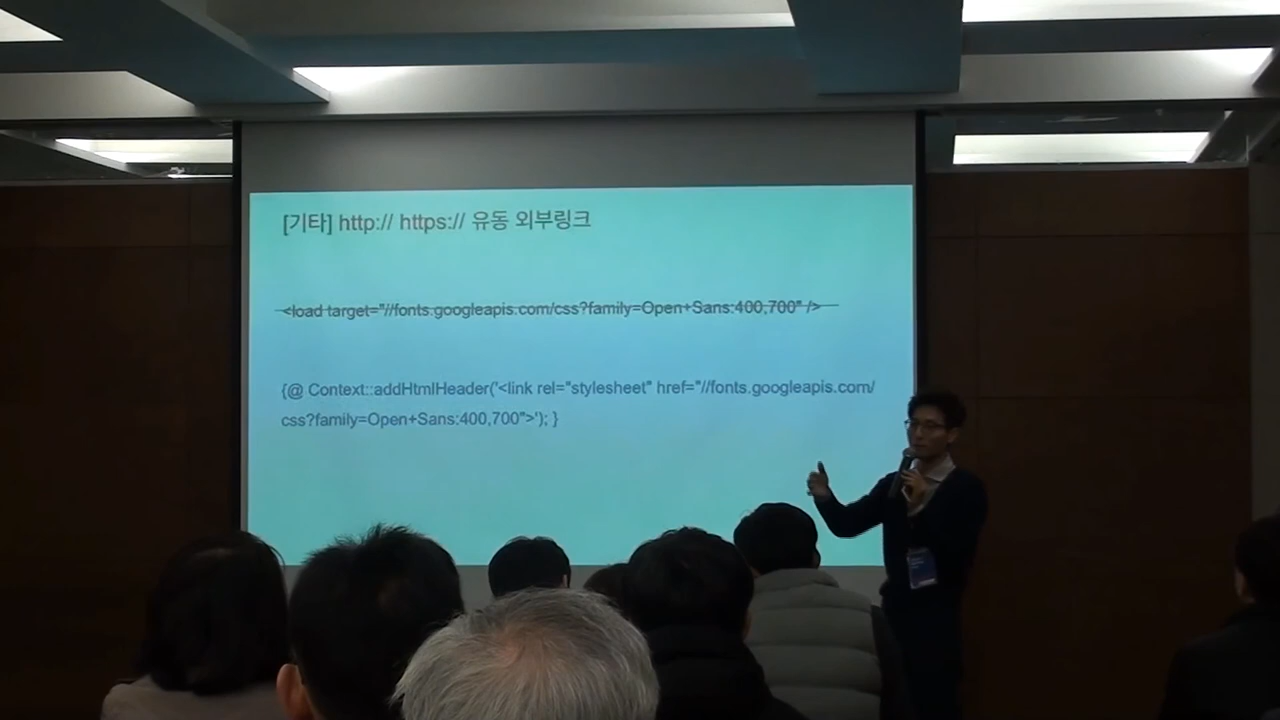 [기타] http:// https:// 유동 외부링크
<load target="//fonts.googleapis.com/css?family=Open+Sans:400,700" />
{@ Context::addHtmlHeader('<link rel="stylesheet" href="//fonts.googleapis.com/
css?family=Open+Sans:400,700">'); }